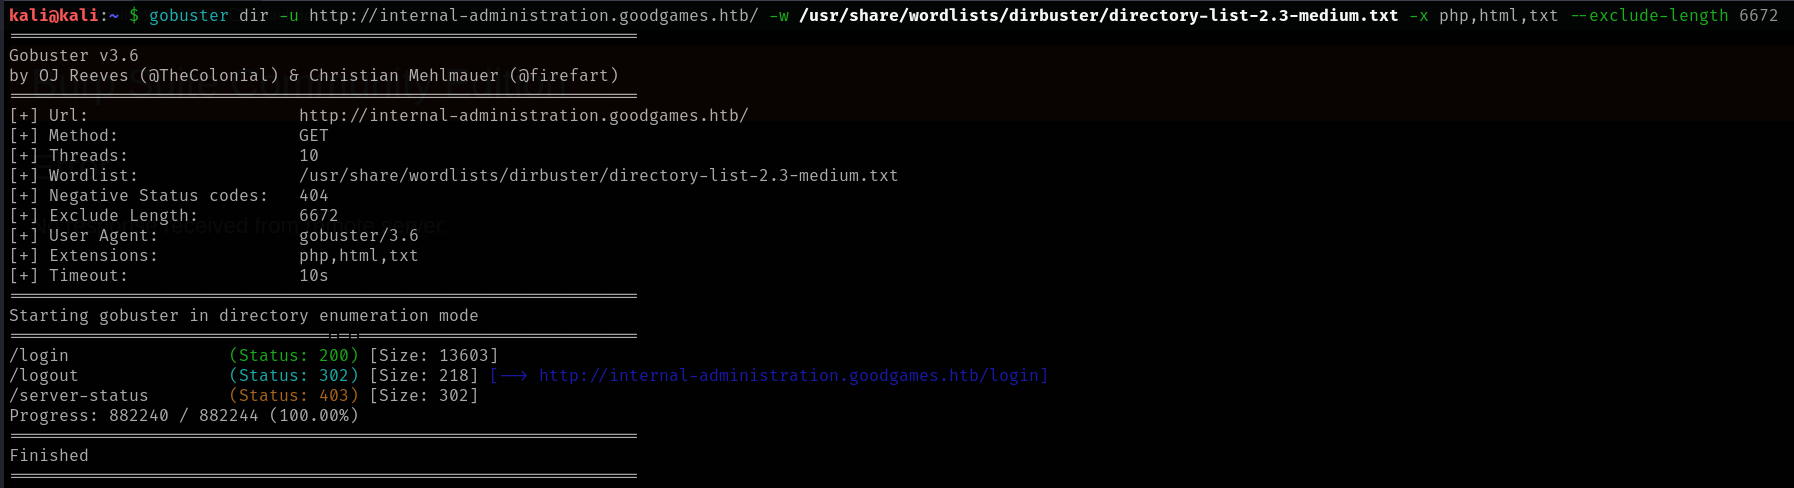 kali@kali:~ $ gobuster dir -u http://internal-administration.goodgames.htb/ -w /usr/share/wordlists/dirbuster/directory-list-2.3-medium.txt -x php,html,txt --exclude-length 6672
===============================================================
Gobuster v3.6
by OJ Reeves (@TheColonial) & Christian Mehlmauer (@firefart)
===============================================================
[+] Url:                     http://internal-administration.goodgames.htb/
[+] Method:                  GET
[+] Threads:                 10
[+] Wordlist:                /usr/share/wordlists/dirbuster/directory-list-2.3-medium.txt
[+] Negative Status codes:   404
[+] Exclude Length:          6672
[+] User Agent:              gobuster/3.6
[+] Extensions:              php,html,txt
[+] Timeout:                 10s
===============================================================
Starting gobuster in directory enumeration mode
===============================================================
/login                (Status: 200) [Size: 13603]
/logout               (Status: 302) [Size: 218] [--> http://internal-administration.goodgames.htb/login]
/server-status        (Status: 403) [Size: 302]
Progress: 882240 / 882244 (100.00%)
===============================================================
Finished
===============================================================